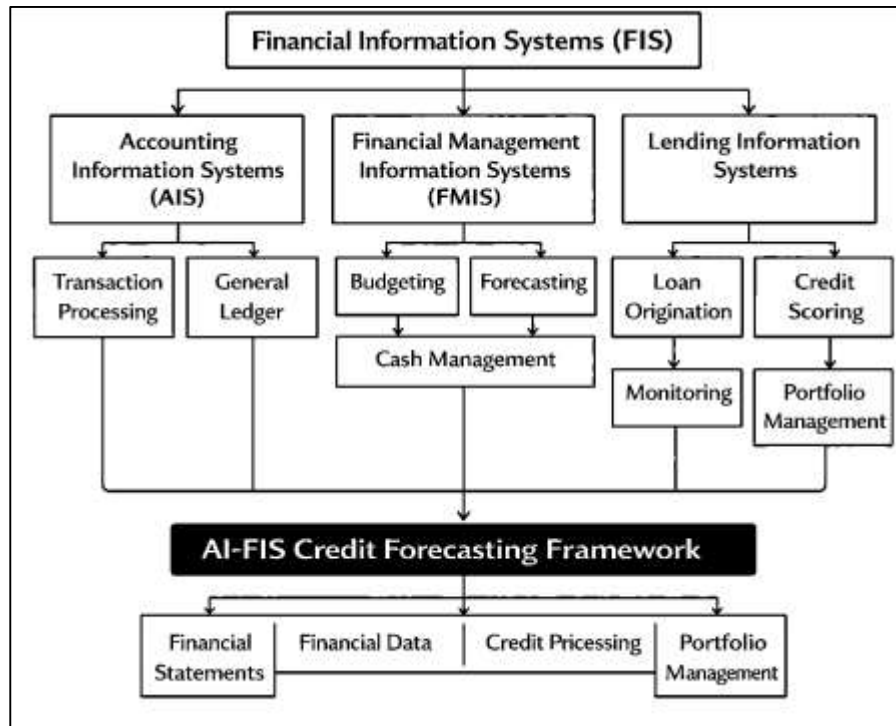 Financial Information Systems (FIS)
Accounting
Information Systems
(AIS)
Financial Management
Information Systems
(FMIS)
Lending Information
Systems
Transaction
Processing
General
Ledger
Budgeting
Forecasting
Loan
Origination
Credit
Scoring
Cash Management
Monitoring
Portfolio
Management
AI-FIS Credit Forecasting Framework
Financial
Statements
Financial Data
Credit Pricessing
Portfolio
Management